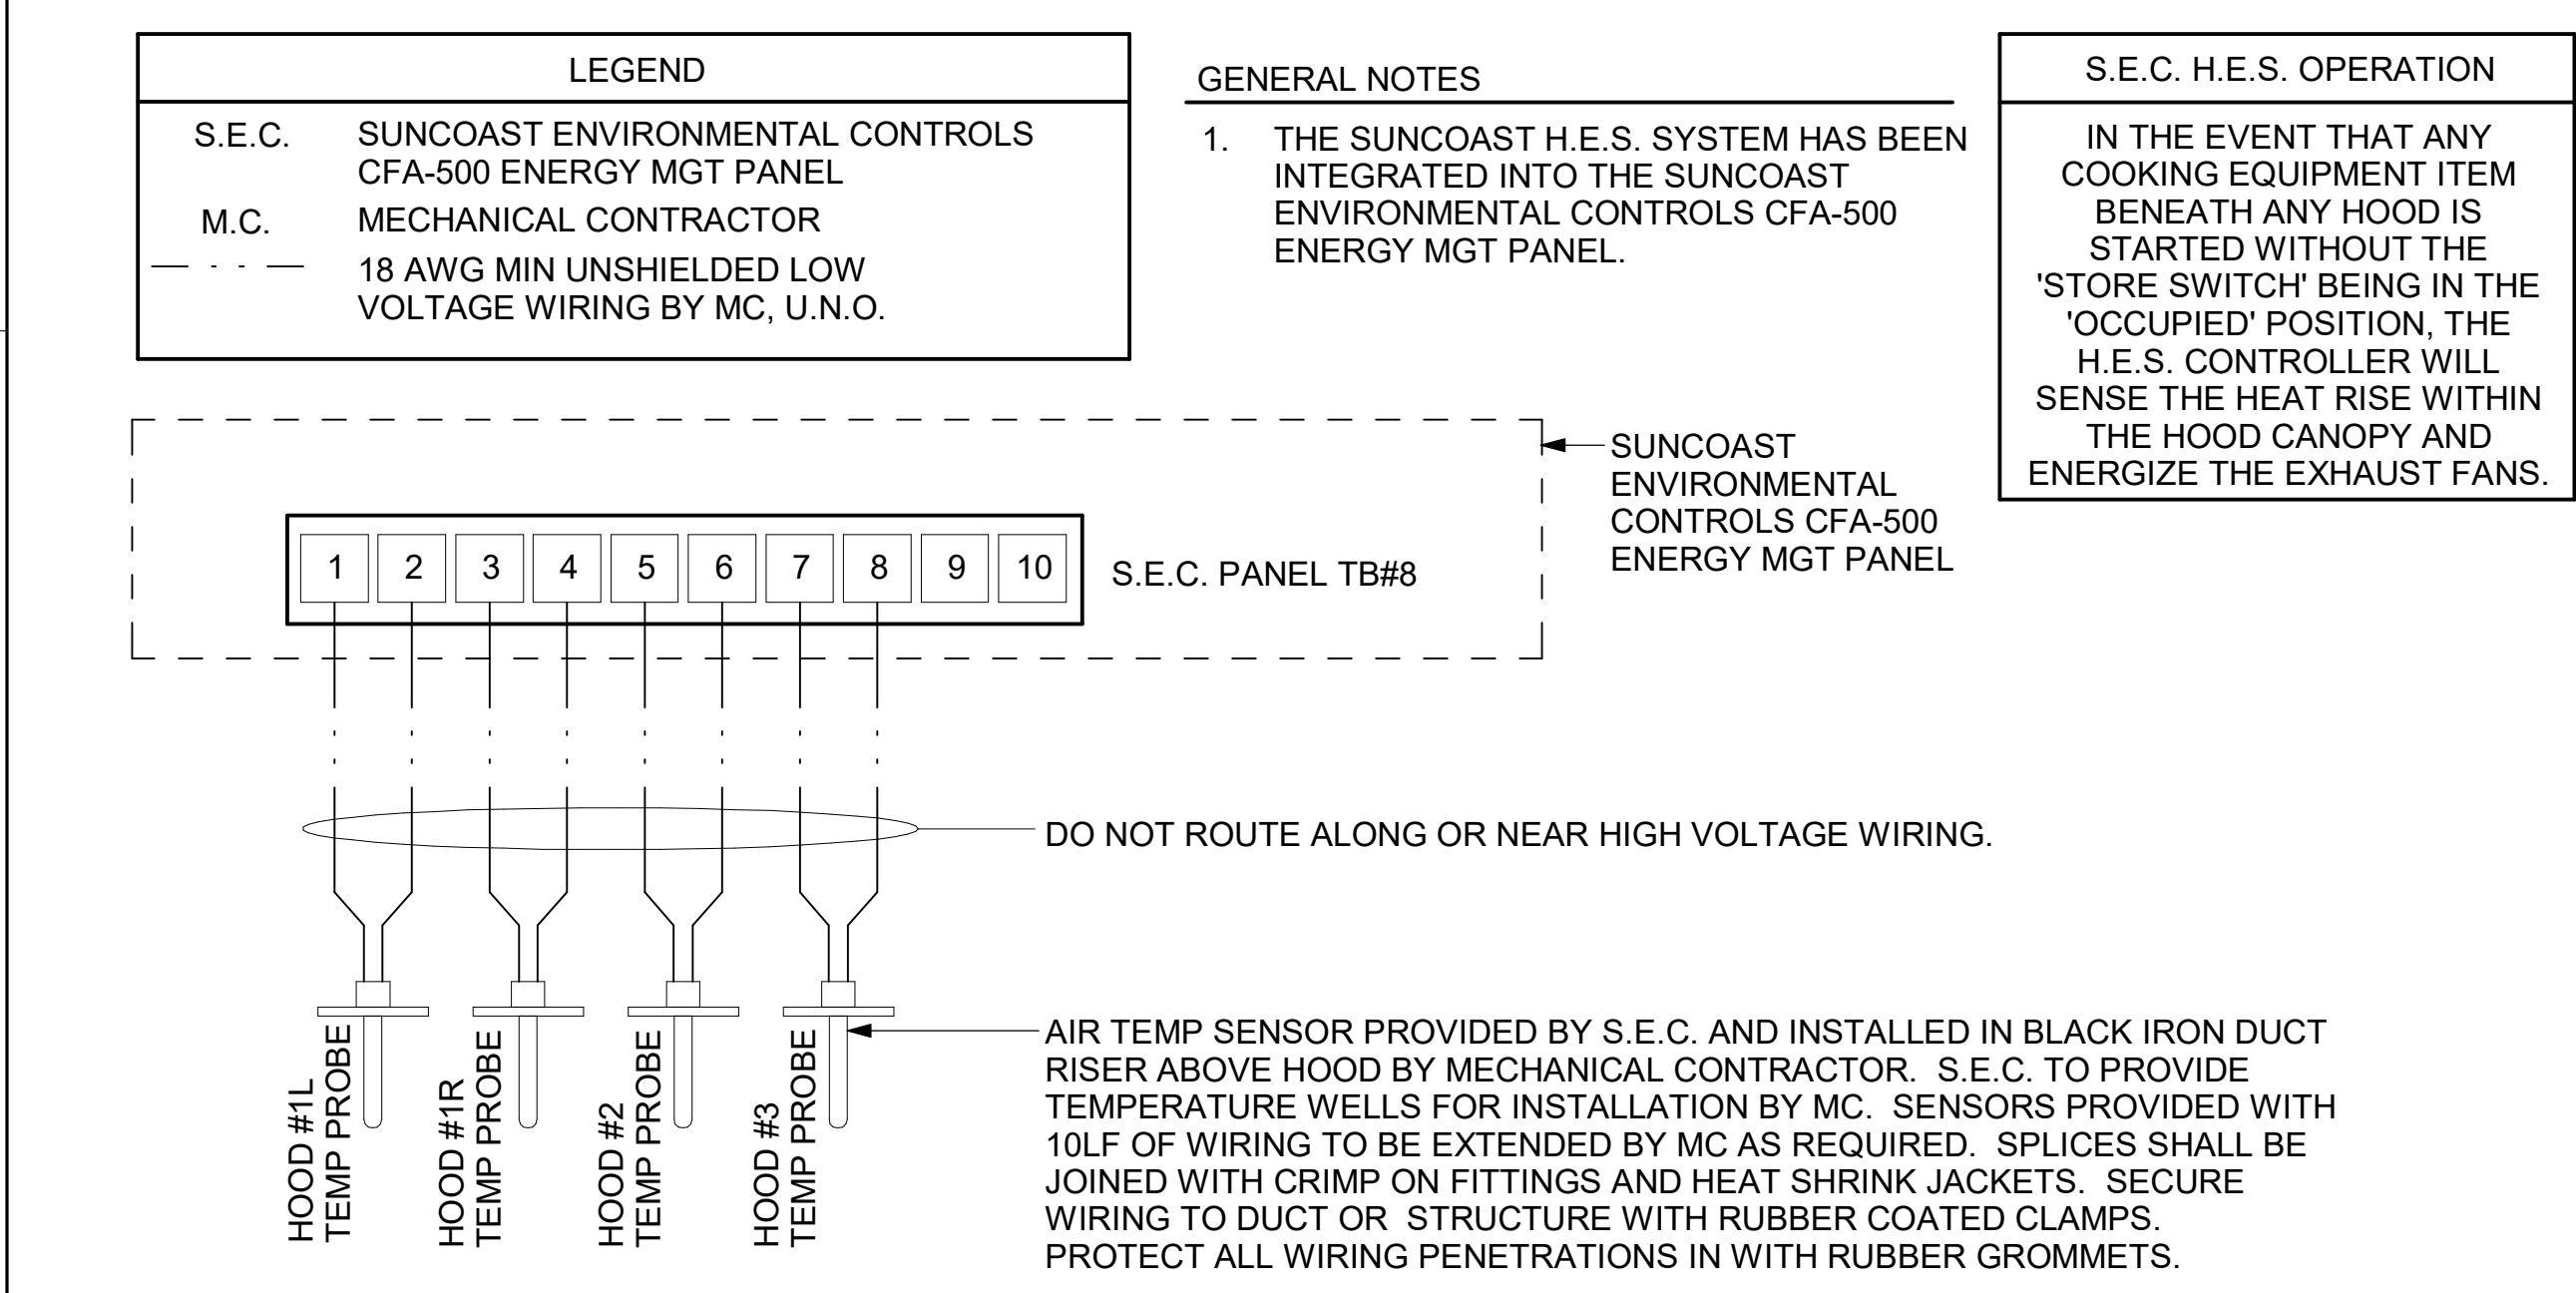 LEGEND
S.E.C. SUNCOAST ENVIRONMENTAL CONTROLS
CFA-500 ENERGY MGT PANEL
M.C. MECHANICAL CONTRACTOR
18 AWG MIN UNSHIELDED LOW
VOLTAGE WIRING BY MC, U.N.O.
GENERAL NOTES
1. THE SUNCOAST H.E.S. SYSTEM HAS BEEN
INTEGRATED INTO THE SUNCOAST
ENVIRONMENTAL CONTROLS CFA-500
ENERGY MGT PANEL.
S.E.C. H.E.S. OPERATION
IN THE EVENT THAT ANY
COOKING EQUIPMENT ITEM
BENEATH ANY HOOD IS
STARTED WITHOUT THE
'STORE SWITCH' BEING IN THE
'OCCUPIED' POSITION, THE
H.E.S. CONTROLLER WILL
SENSE THE HEAT RISE WITHIN
THE HOOD CANOPY AND
ENERGIZE THE EXHAUST FANS.
SUNCOAST
ENVIRONMENTAL
CONTROLS CFA-500
ENERGY MGT PANEL
1 2 3 4 5 6 7 8 9 10
S.E.C. PANEL TB#8
DO NOT ROUTE ALONG OR NEAR HIGH VOLTAGE WIRING.
HOOD #1L
TEMP PROBE
HOOD #1R
TEMP PROBE
HOOD #2
TEMP PROBE
HOOD #3
TEMP PROBE
AIR TEMP SENSOR PROVIDED BY S.E.C. AND INSTALLED IN BLACK IRON DUCT
RISER ABOVE HOOD BY MECHANICAL CONTRACTOR. S.E.C. TO PROVIDE
TEMPERATURE WELLS FOR INSTALLATION BY MC. SENSORS PROVIDED WITH
10LF OF WIRING TO BE EXTENDED BY MC AS REQUIRED. SPLICES SHALL BE
JOINED WITH CRIMP ON FITTINGS AND HEAT SHRINK JACKETS. SECURE
WIRING TO DUCT OR STRUCTURE WITH RUBBER COATED CLAMPS.
PROTECT ALL WIRING PENETRATIONS IN WITH RUBBER GROMMETS.